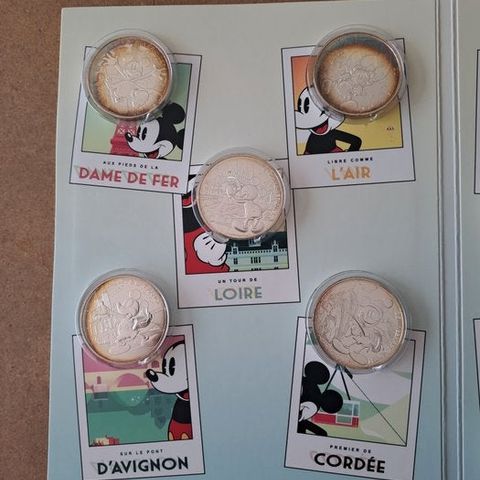 AUX PIEDS DE LA
DAME DE FER
LIBRE COMME
L'AIR
UN TOUR DE
LOIRE
SUR LE PONT
D'AVIGNON
PREMIER DE
CORDÉE